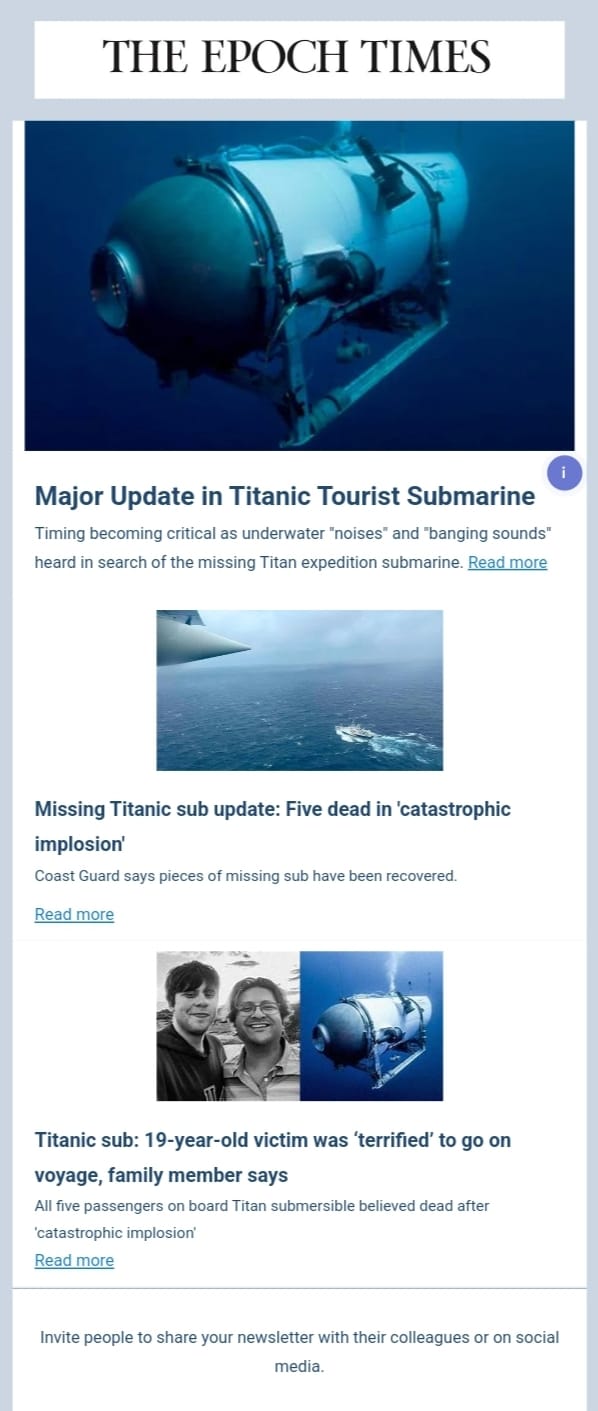 THE EPOCH TIMES
i
Major Update in Titanic Tourist Submarine
Timing becoming critical as underwater "noises" and "banging sounds"
heard in search of the missing Titan expedition submarine. Read more
Missing Titanic sub update: Five dead in 'catastrophic
implosion'
Coast Guard says pieces of missing sub have been recovered.
Read more
Titanic sub: 19-year-old victim was ‘terrified’ to go on
voyage, family member says
All five passengers on board Titan submersible believed dead after
'catastrophic implosion'
Read more
Invite people to share your newsletter with their colleagues or on social
media.